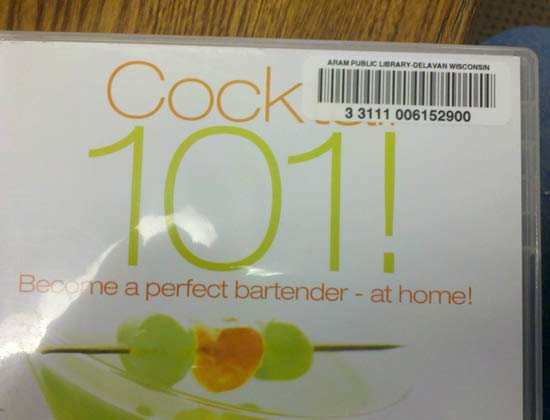 ARAM PUBLIC LIBRARY-DELAVAN WISCONSIN
3 3111 006152900
Cock
101!
Become a perfect bartender - at home!